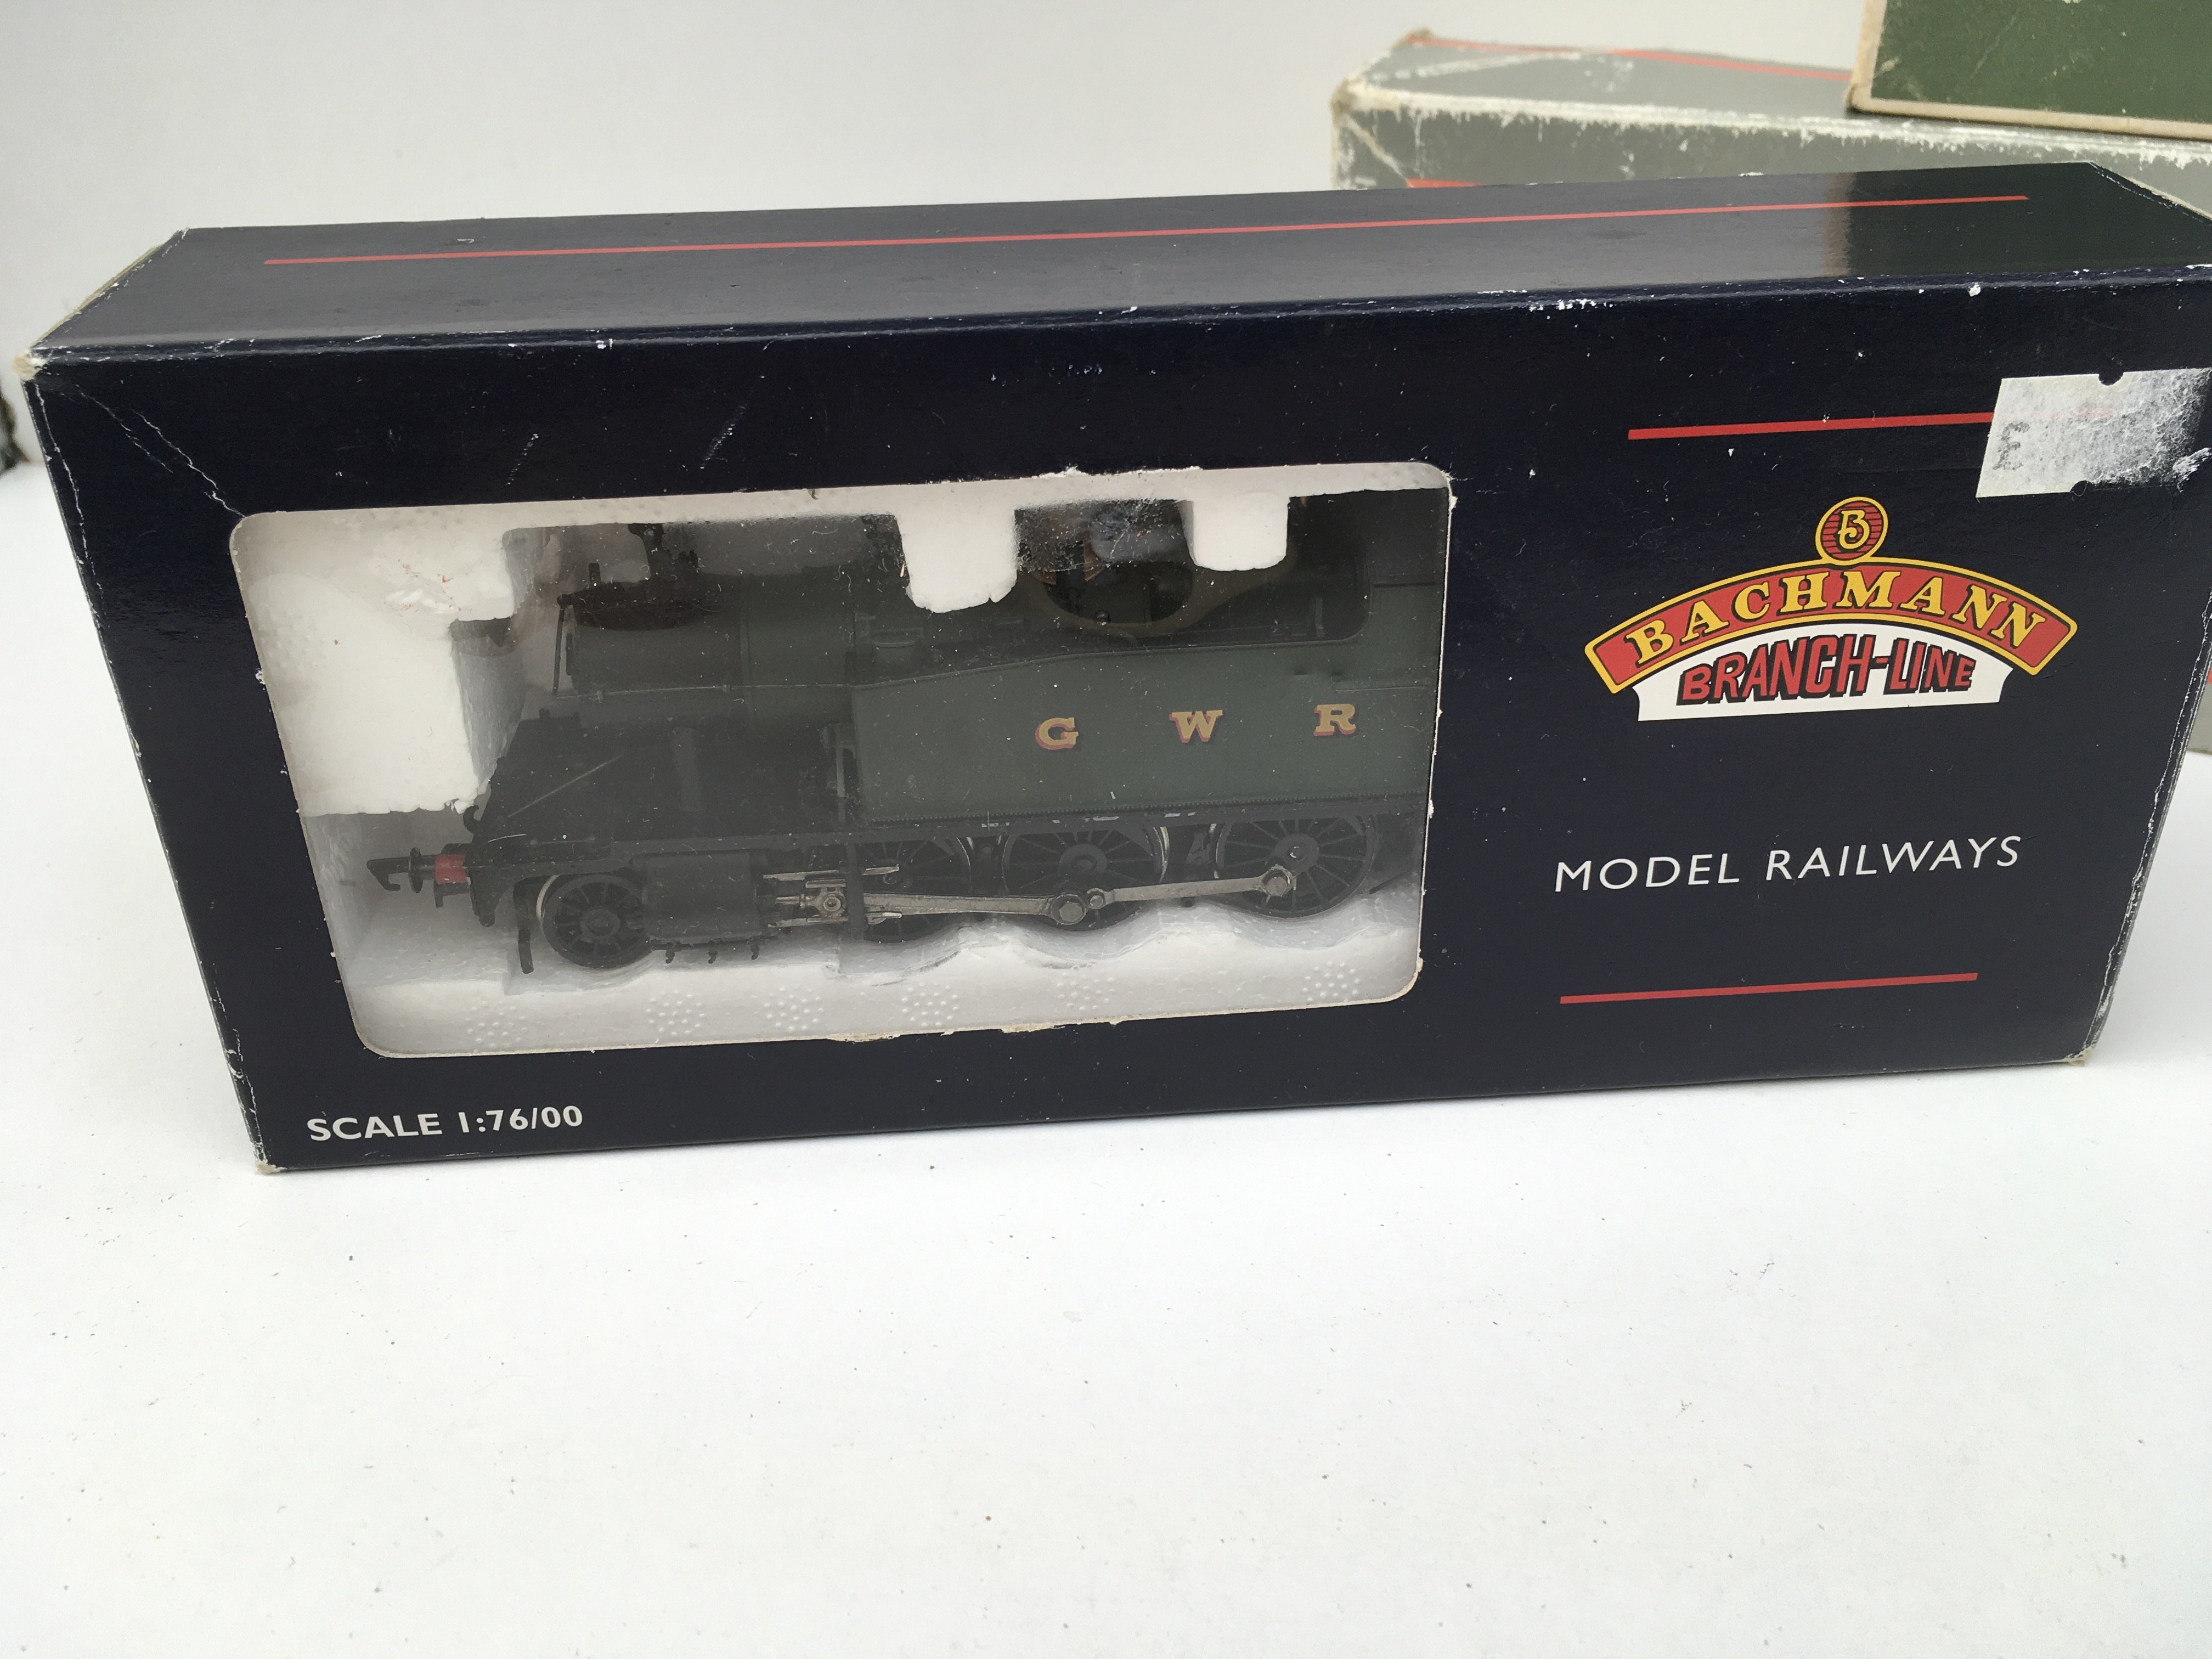 £
B
BACHMANN
BRANCH-LINE
G W R
MODEL RAILWAYS
SCALE 1:76/00